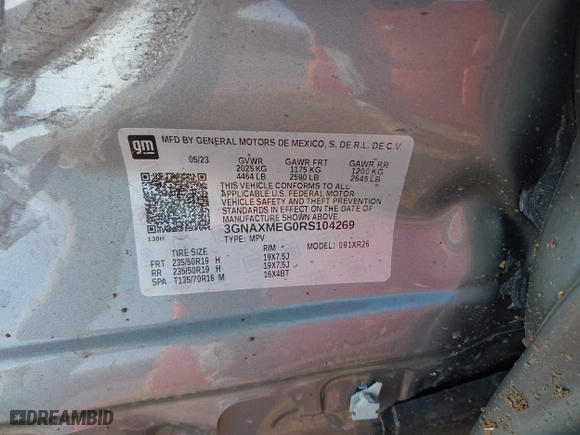 gm
MFD BY GENERAL MOTORS DE MEXICO, S. DE R.L. DE C.V.
05/23 GVWR GAWR FRT GAWR RR
2025 KG 1175 KG 1200 KG
4464 LB 2590 LB 2645 LB
THIS VEHICLE CONFORMS TO ALL
APPLICABLE U.S. FEDERAL MOTOR
VEHICLE SAFETY AND THEFT PREVENTION
STANDARDS IN EFFECT ON THE DATE OF
MANUFACTURE SHOWN ABOVE.
3GNAXMEG0RS104269
130H TYPE: MPV MODEL: 091XR26
TIRE SIZE RIM
FRT 235/50R19 H 19X7.5J
RR 235/50R19 H 19X7.5J
SPA T135/70R16 M 16X4BT
DREAMBID